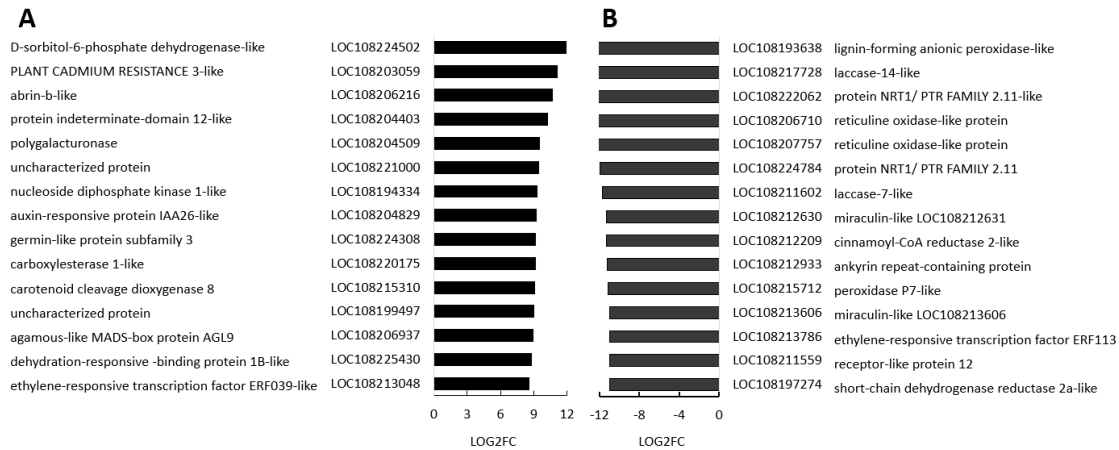 A
B
D-sorbitol-6-phosphate dehydrogenase-like LOC108224502 LOC108193638 lignin-forming anionic peroxidase-like
PLANT CADMIUM RESISTANCE 3-like LOC108203059 LOC108217728 laccase-14-like
abrin-b-like LOC108206216 LOC108222062 protein NRT1/ PTR FAMILY 2.11-like
protein indeterminate-domain 12-like LOC108204403 LOC108206710 reticuline oxidase-like protein
polygalacturonase LOC108204509 LOC108207757 reticuline oxidase-like protein
uncharacterized protein LOC108221000 LOC108224784 protein NRT1/ PTR FAMILY 2.11
nucleoside diphosphate kinase 1-like LOC108194334 LOC108211602 laccase-7-like
auxin-responsive protein IAA26-like LOC108204829 LOC108212630 miraculin-like LOC108212631
germin-like protein subfamily 3 LOC108224308 LOC108212209 cinnamoyl-CoA reductase 2-like
carboxylesterase 1-like LOC108220175 LOC108212933 ankyrin repeat-containing protein
carotenoid cleavage dioxygenase 8 LOC108215310 LOC108215712 peroxidase P7-like
uncharacterized protein LOC108199497 LOC108213606 miraculin-like LOC108213606
agamous-like MADS-box protein AGL9 LOC108206937 LOC108213786 ethylene-responsive transcription factor ERF113
dehydration-responsive -binding protein 1B-like LOC108225430 LOC108211559 receptor-like protein 12
ethylene-responsive transcription factor ERF039-like LOC108213048 LOC108197274 short-chain dehydrogenase reductase 2a-like
0 3 6 9 12 -12 -8 -4 0
LOG2FC LOG2FC